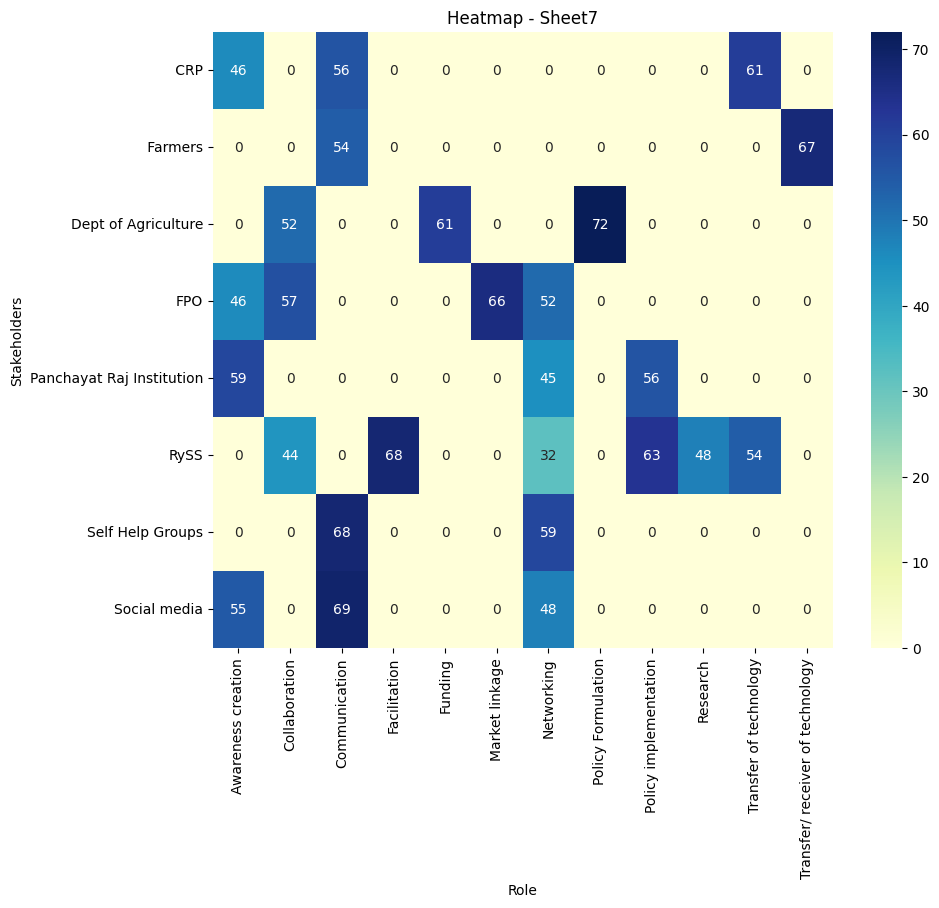 Heatmap - Sheet7
Stakeholders
CRP 46 0 56 0 0 0 0 0 0 0 61 0
Farmers 0 0 54 0 0 0 0 0 0 0 0 67
Dept of Agriculture 0 52 0 0 61 0 0 72 0 0 0 0
FPO 46 57 0 0 0 66 52 0 0 0 0 0
Panchayat Raj Institution 59 0 0 0 0 0 45 0 56 0 0 0
RySS 0 44 0 68 0 0 32 0 63 48 54 0
Self Help Groups 0 0 68 0 0 0 59 0 0 0 0 0
Social media 55 0 69 0 0 0 48 0 0 0 0 0
Awareness creation
Collaboration
Communication
Facilitation
Funding
Market linkage
Networking
Policy Formulation
Policy implementation
Research
Transfer of technology
Transfer/ receiver of technology
Role
70
60
50
40
30
20
10
0